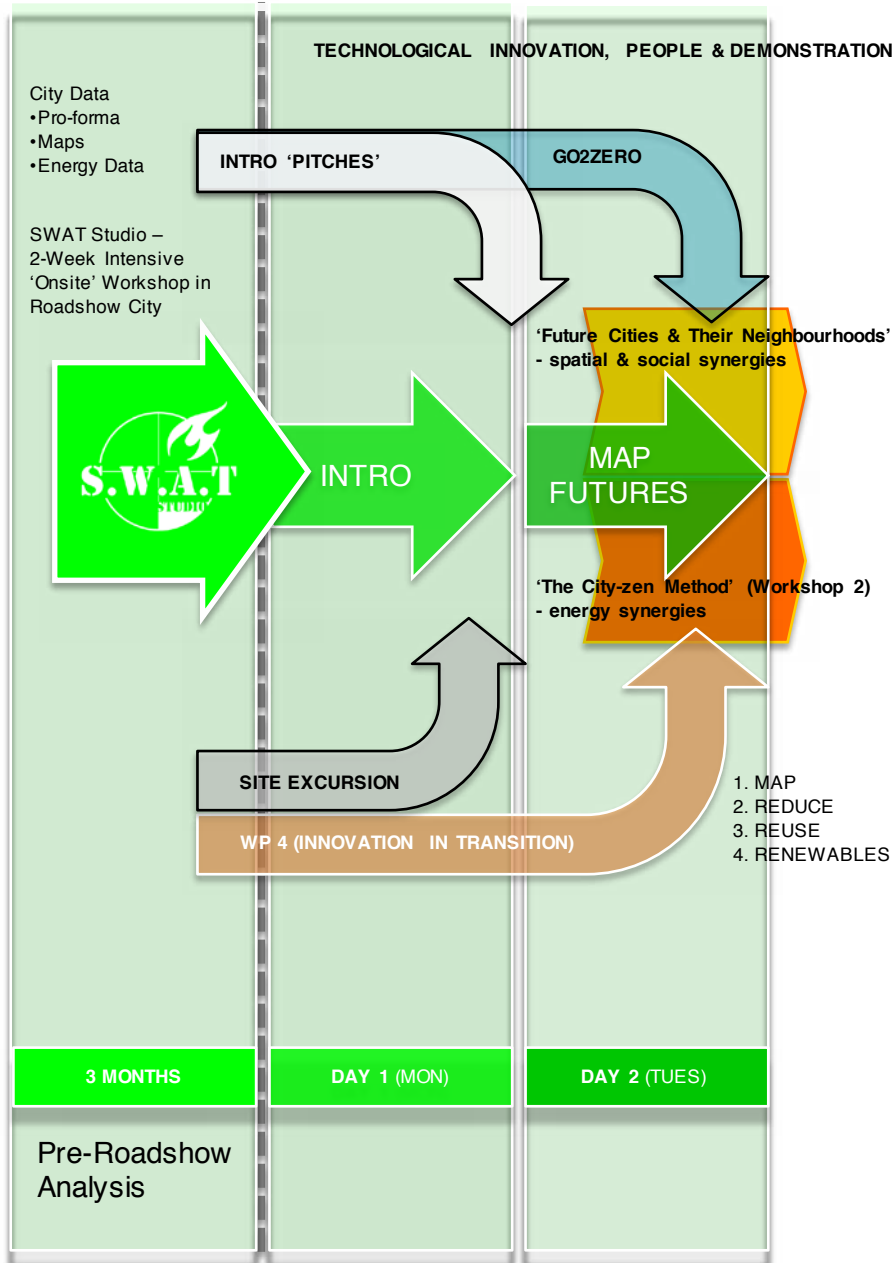 TECHNOLOGICAL INNOVATION, PEOPLE & DEMONSTRATION
City Data
•Pro-forma
•Maps
•Energy Data
SWAT Studio –
2-Week Intensive
‘Onsite’ Workshop in
Roadshow City
INTRO ‘PITCHES’
GO2ZERO
‘Future Cities & Their Neighbourhoods’
- spatial & social synergies
S.W.A.T
STUDIO
INTRO
MAP
FUTURES
‘The City-zen Method’ (Workshop 2)
- energy synergies
SITE EXCURSION
WP 4 (INNOVATION IN TRANSITION)
1. MAP
2. REDUCE
3. REUSE
4. RENEWABLES
3 MONTHS
DAY 1 (MON)
DAY 2 (TUES)
Pre-Roadshow
Analysis